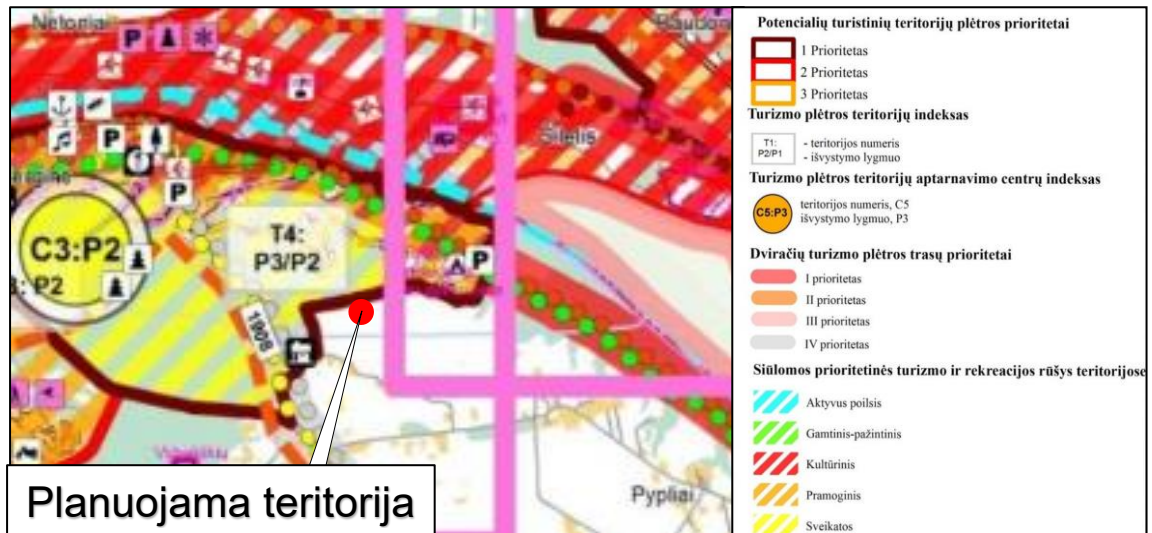 Netoniai
P
P
P
Šilelis
C3:P2
T4:
P3/P2
P
3: P2
1908
Pypliai
Planuojama teritorija
Potencialių turistinių teritorijų plėtros prioritetai
1 Prioritetas
2 Prioritetas
3 Prioritetas
Turizmo plėtros teritorijų indeksas
T1:
P2/P1
- teritorijos numeris
- išvystymo lygmuo
Turizmo plėtros teritorijų aptarnavimo centrų indeksas
C5:P3
teritorijos numeris, C5
išvystymo lygmuo, P3
Dviračių turizmo plėtros trasų prioritetai
I prioritetas
II prioritetas
III prioritetas
IV prioritetas
Siūlomos prioritetinės turizmo ir rekreacijos rūšys teritorijose
Aktyvus poilsis
Gamtinis-pažintinis
Kultūrinis
Pramoginis
Sveikatos